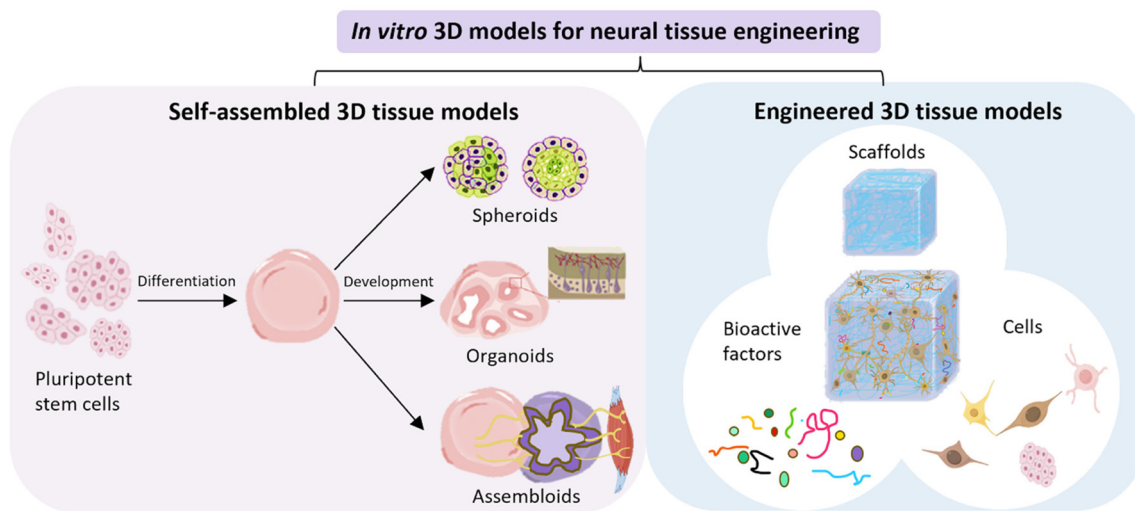 In vitro 3D models for neural tissue engineering
Self-assembled 3D tissue models
Spheroids
Differentiation
Development
Pluripotent
stem cells
Organoids
Assembloids
Engineered 3D tissue models
Scaffolds
Bioactive
factors
Cells